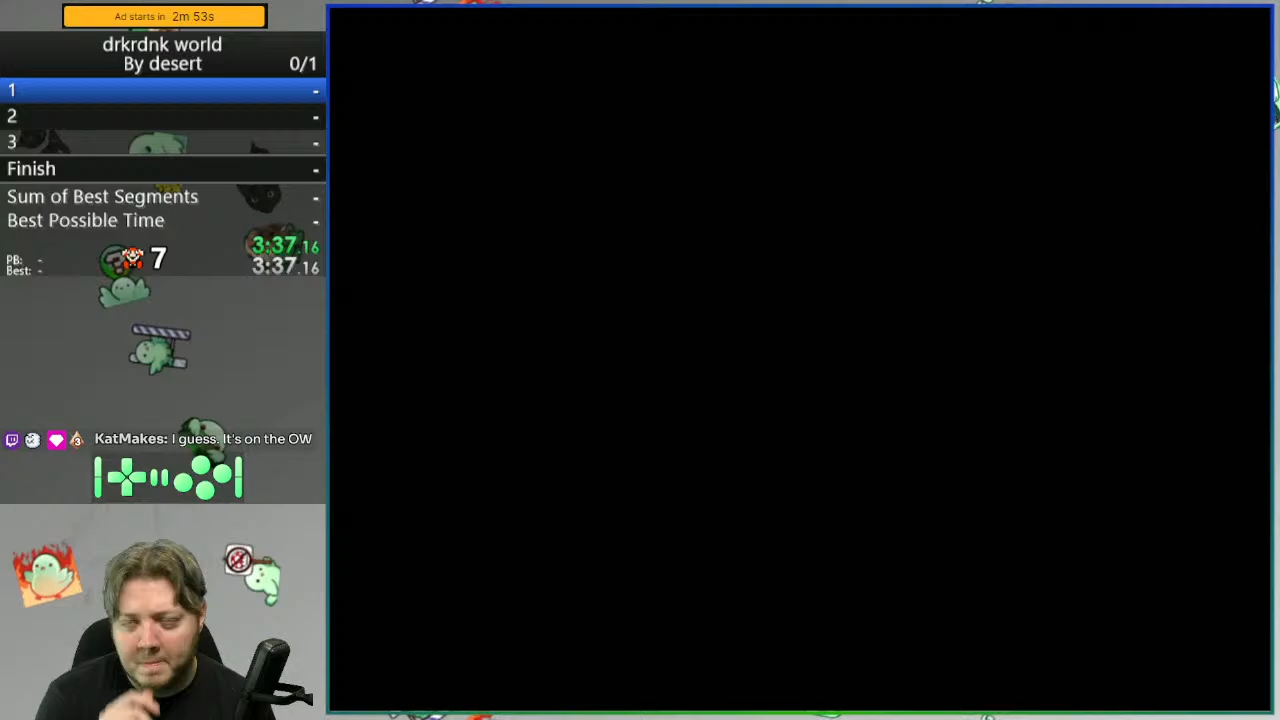 Ad starts in 2m 53s
drkrdnk world
By desert 0/1
1 -
2 -
3 -
Finish -
Sum of Best Segments -
Best Possible Time -
PB: -
Best: -
7
3:37.16
3:37.16
3
KatMakes: I guess. It's on the OW